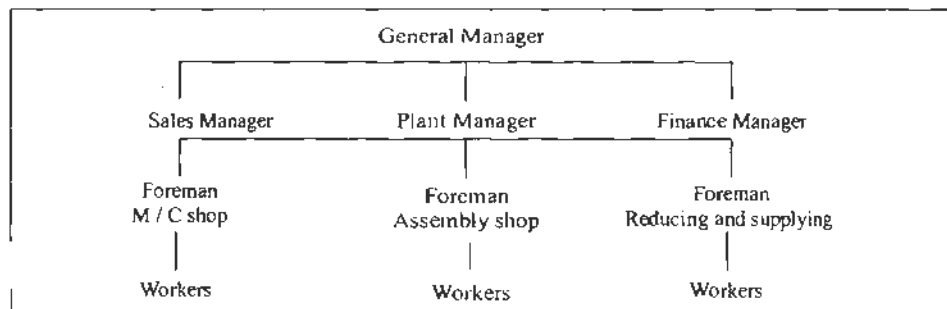 General Manager
Sales Manager Plant Manager Finance Manager
Foreman Foreman Foreman
M / C shop Assembly shop Reducing and supplying
Workers Workers Workers